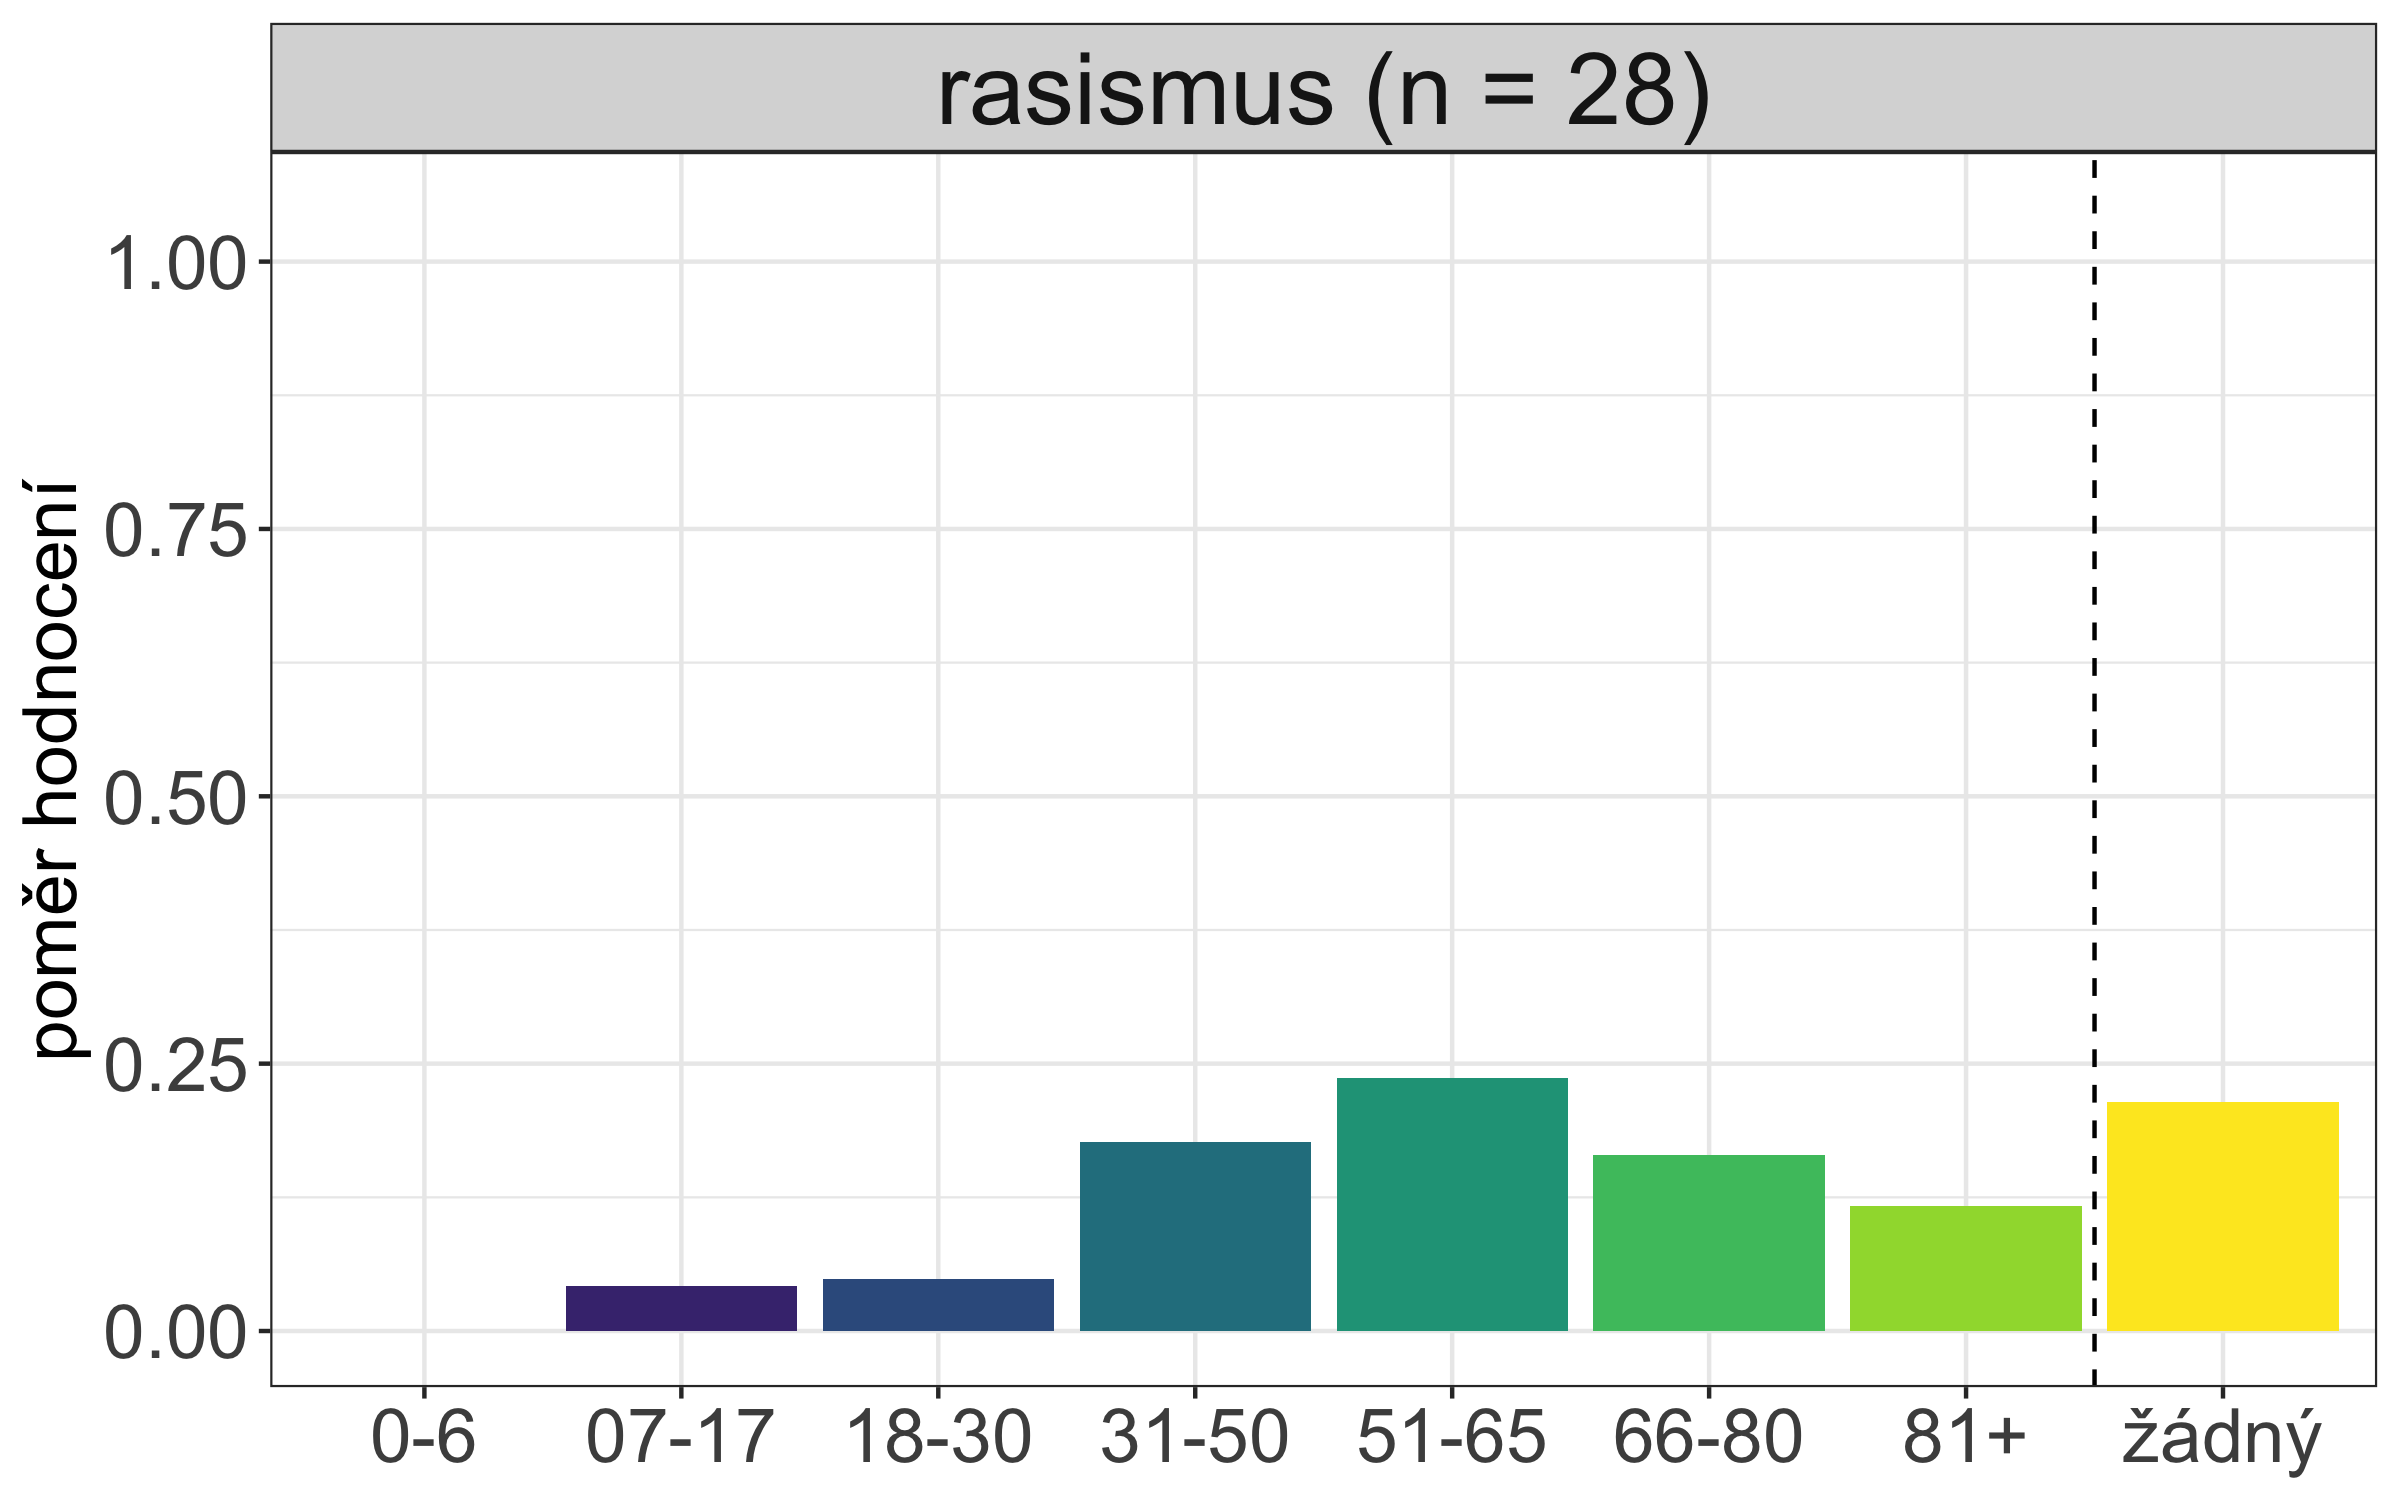 rasismus (n = 28)
poměr hodnocení
1.00
0.75
0.50
0.25
0.00
0-6 07-17 18-30 31-50 51-65 66-80 81+ žádný